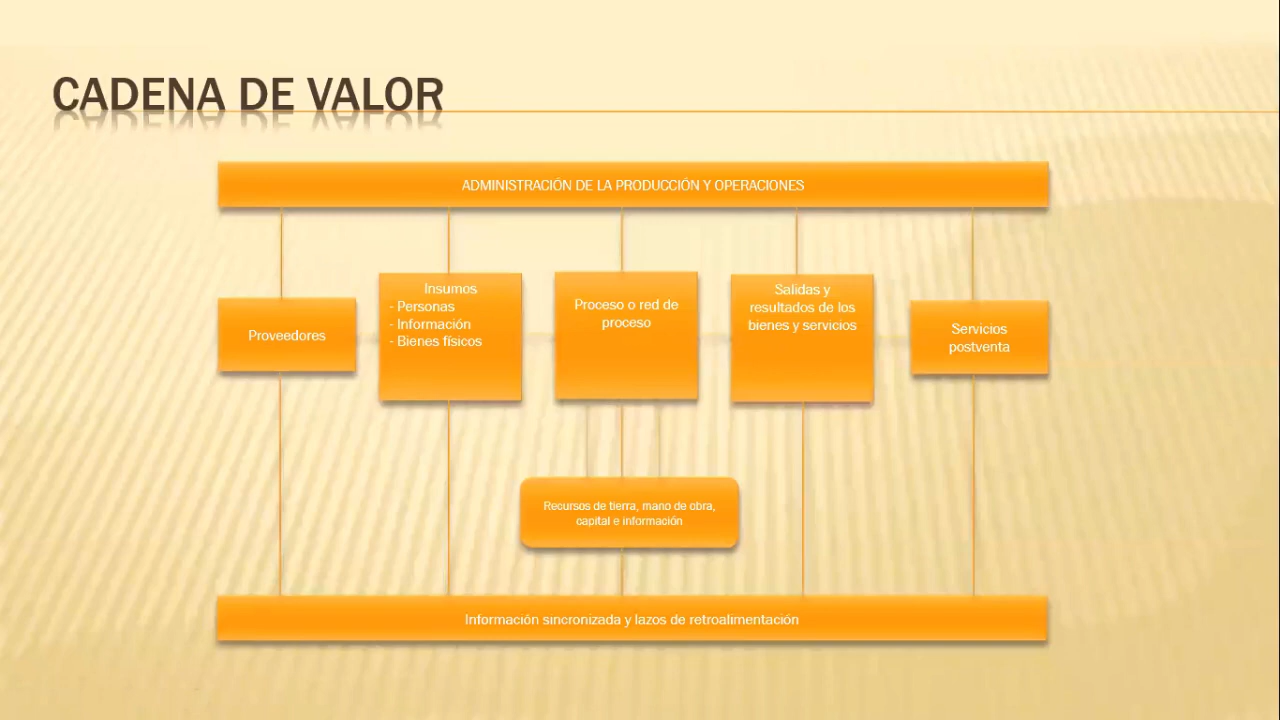 CADENA DE VALOR
ADMINISTRACIÓN DE LA PRODUCCIÓN Y OPERACIONES
Proveedores
Insumos
- Personas
- Información
- Bienes físicos
Proceso o red de
proceso
Salidas y
resultados de los
bienes y servicios
Servicios
postventa
Recursos de tierra, mano de obra,
capital e información
Información sincronizada y lazos de retroalimentación